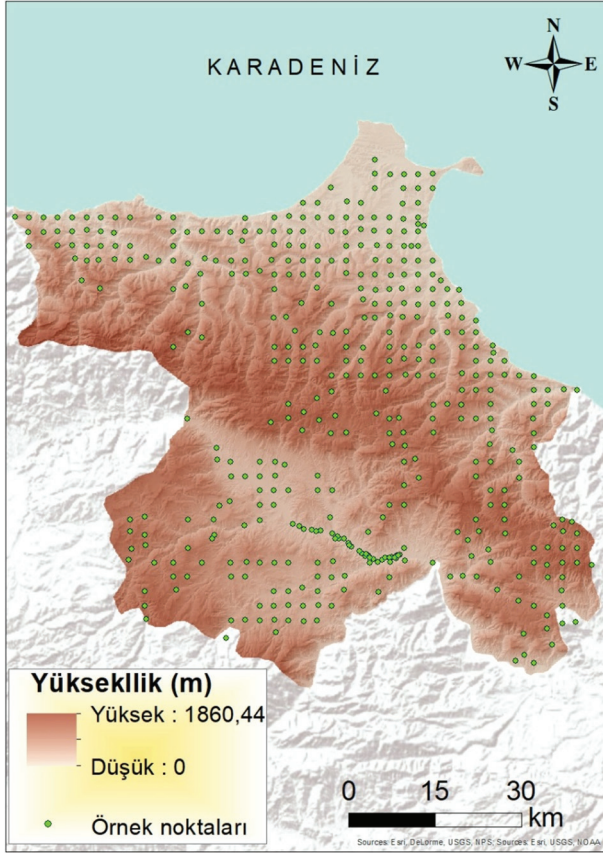 N
KARADENİZ
W E
S
Yüksekllik (m)
Yüksek : 1860,44
Düşük : 0
Örnek noktaları
0 15 30
km
Sources: Esri, DeLorme, USGS, NPS; Sources: Esri, USGS, NOAA